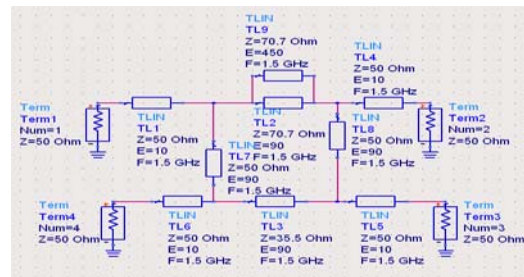 TLIN
TL9
Z=70.7 Ohm
E=450
F=1.5 GHz
TLIN
TL4
Z=50 Ohm
E=10
F=1.5 GHz
Term
Term1
Num=1
Z=50 Ohm
TLIN
TL1
Z=50 Ohm
E=10
F=1.5 GHz
TLIN
TL2
Z=70.7 Ohm
E=90
F=1.5 GHz
Term
Term2
Num=2
Z=50 Ohm
TLIN
TL7
Z=50 Ohm
E=90
F=1.5 GHz
TLIN
TL8
Z=50 Ohm
E=90
F=1.5 GHz
Term
Term4
Num=4
Z=50 Ohm
TLIN
TL6
Z=50 Ohm
E=10
F=1.5 GHz
TLIN
TL3
Z=35.5 Ohm
E=90
F=1.5 GHz
TLIN
TL5
Z=50 Ohm
E=10
F=1.5 GHz
Term
Term3
Num=3
Z=50 Ohm